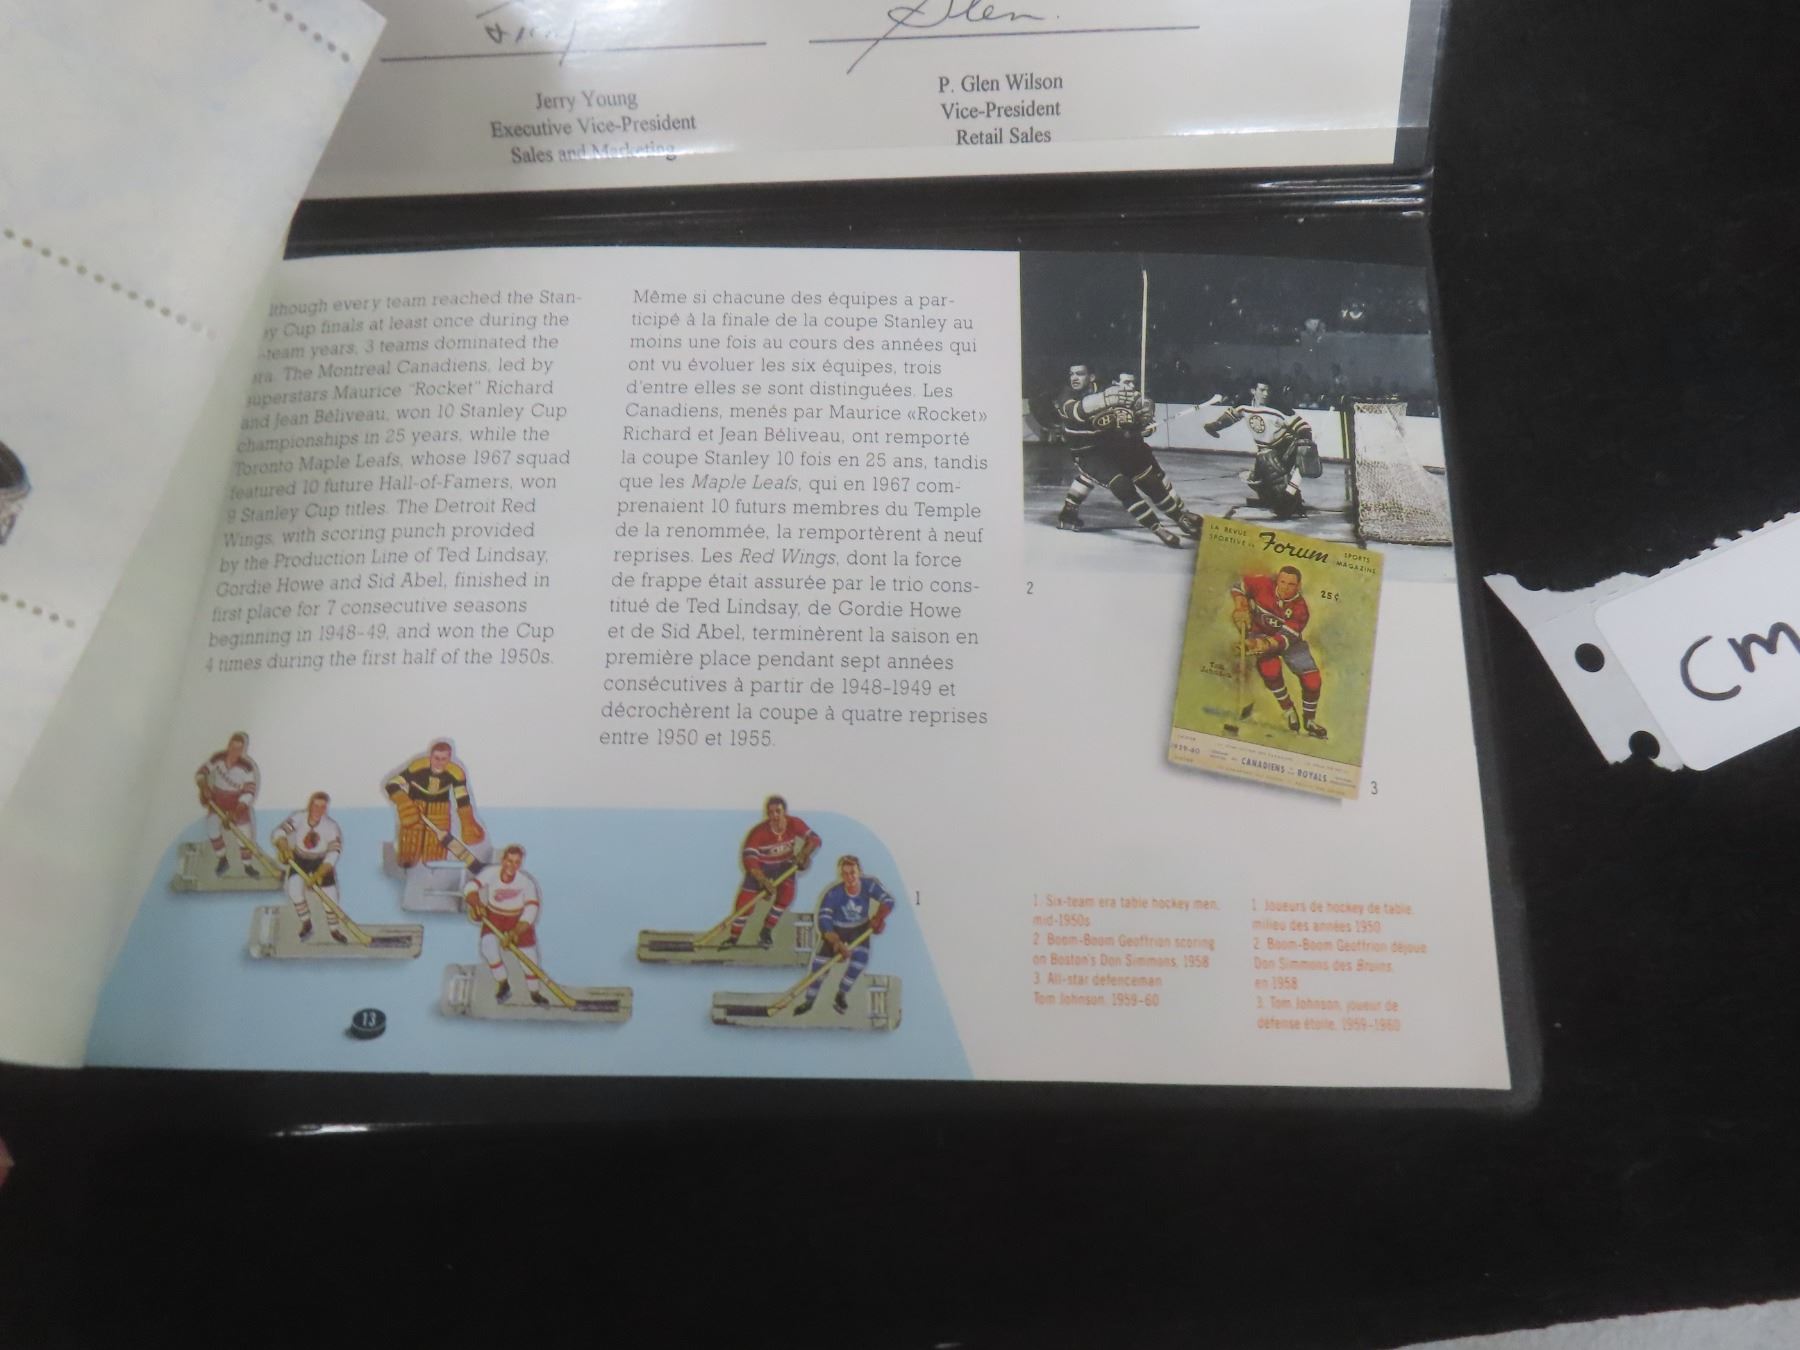 Glen
Jerry Young
Executive Vice-President
Sales and Marketing
P. Glen Wilson
Vice-President
Retail Sales
lthough every team reached the Stan-
ey Cup finals at least once during the
-team years, 3 teams dominated the
era. The Montreal Canadiens, led by
superstars Maurice "Rocket" Richard
and Jean Béliveau, won 10 Stanley Cup
championships in 25 years, while the
Toronto Maple Leafs, whose 1967 squad
featured 10 future Hall-of-Famers, won
9 Stanley Cup titles. The Detroit Red
Wings, with scoring punch provided
by the Production Line of Ted Lindsay,
Gordie Howe and Sid Abel, finished in
first place for 7 consecutive seasons
beginning in 1948-49, and won the Cup
4 times during the first half of the 1950s.
Même si chacune des équipes a par-
ticipé à la finale de la coupe Stanley au
moins une fois au cours des années qui
ont vu évoluer les six équipes, trois
d'entre elles se sont distinguées. Les
Canadiens, menés par Maurice «Rocket»
Richard et Jean Béliveau, ont remporté
la coupe Stanley 10 fois en 25 ans, tandis
que les Maple Leafs, qui en 1967 com-
prenaient 10 futurs membres du Temple
de la renommée, la remportèrent à neuf
reprises. Les Red Wings, dont la force
de frappe était assurée par le trio cons-
titué de Ted Lindsay, de Gordie Howe
et de Sid Abel, terminèrent la saison en
première place pendant sept années
consécutives à partir de 1948-1949 et
décrochèrent la coupe à quatre reprises
entre 1950 et 1955.
2
LA REVUE
SPORTIVE
Forum
SPORTS
MAGAZINE
25¢
Tom
Johnson
1959-60
CANADIENS ROYALS
3
1
13
1. Six-team era table hockey men,
mid-1950s
2. Boom-Boom Geoffrion scoring
on Boston's Don Simmons, 1958
3. All-star defenceman
Tom Johnson, 1959-60
1. Joueurs de hockey de table,
milieu des années 1950
2. Boom-Boom Geoffrion déjoue
Don Simmons des Bruins,
en 1958
3. Tom Johnson, joueur de
défense étoile, 1959-1960
CM